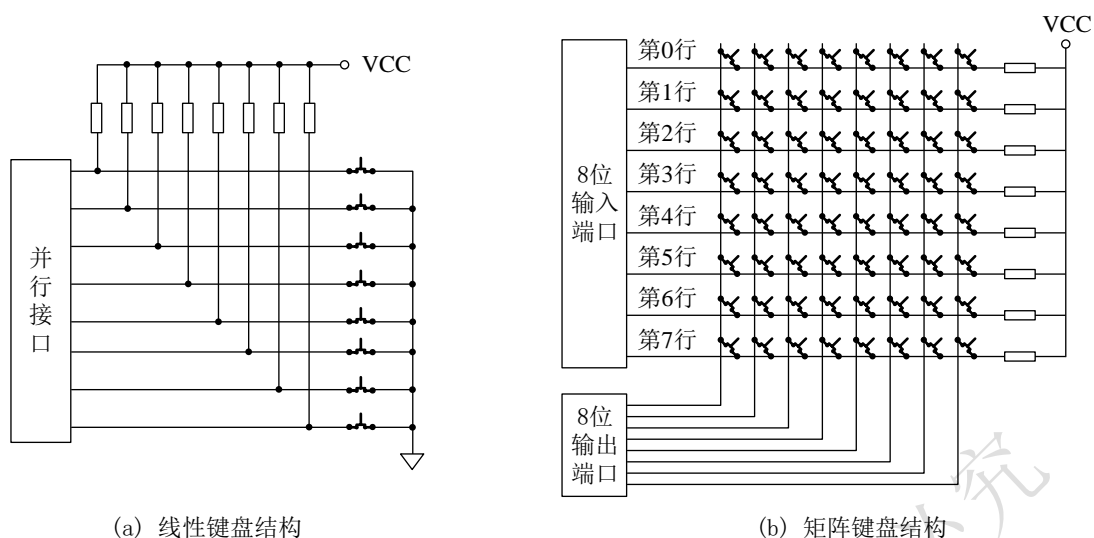 VCC
并行接口
(a) 线性键盘结构
VCC
第0行
第1行
第2行
第3行
第4行
第5行
第6行
第7行
8位
输入
端口
8位
输出
端口
(b) 矩阵键盘结构
究